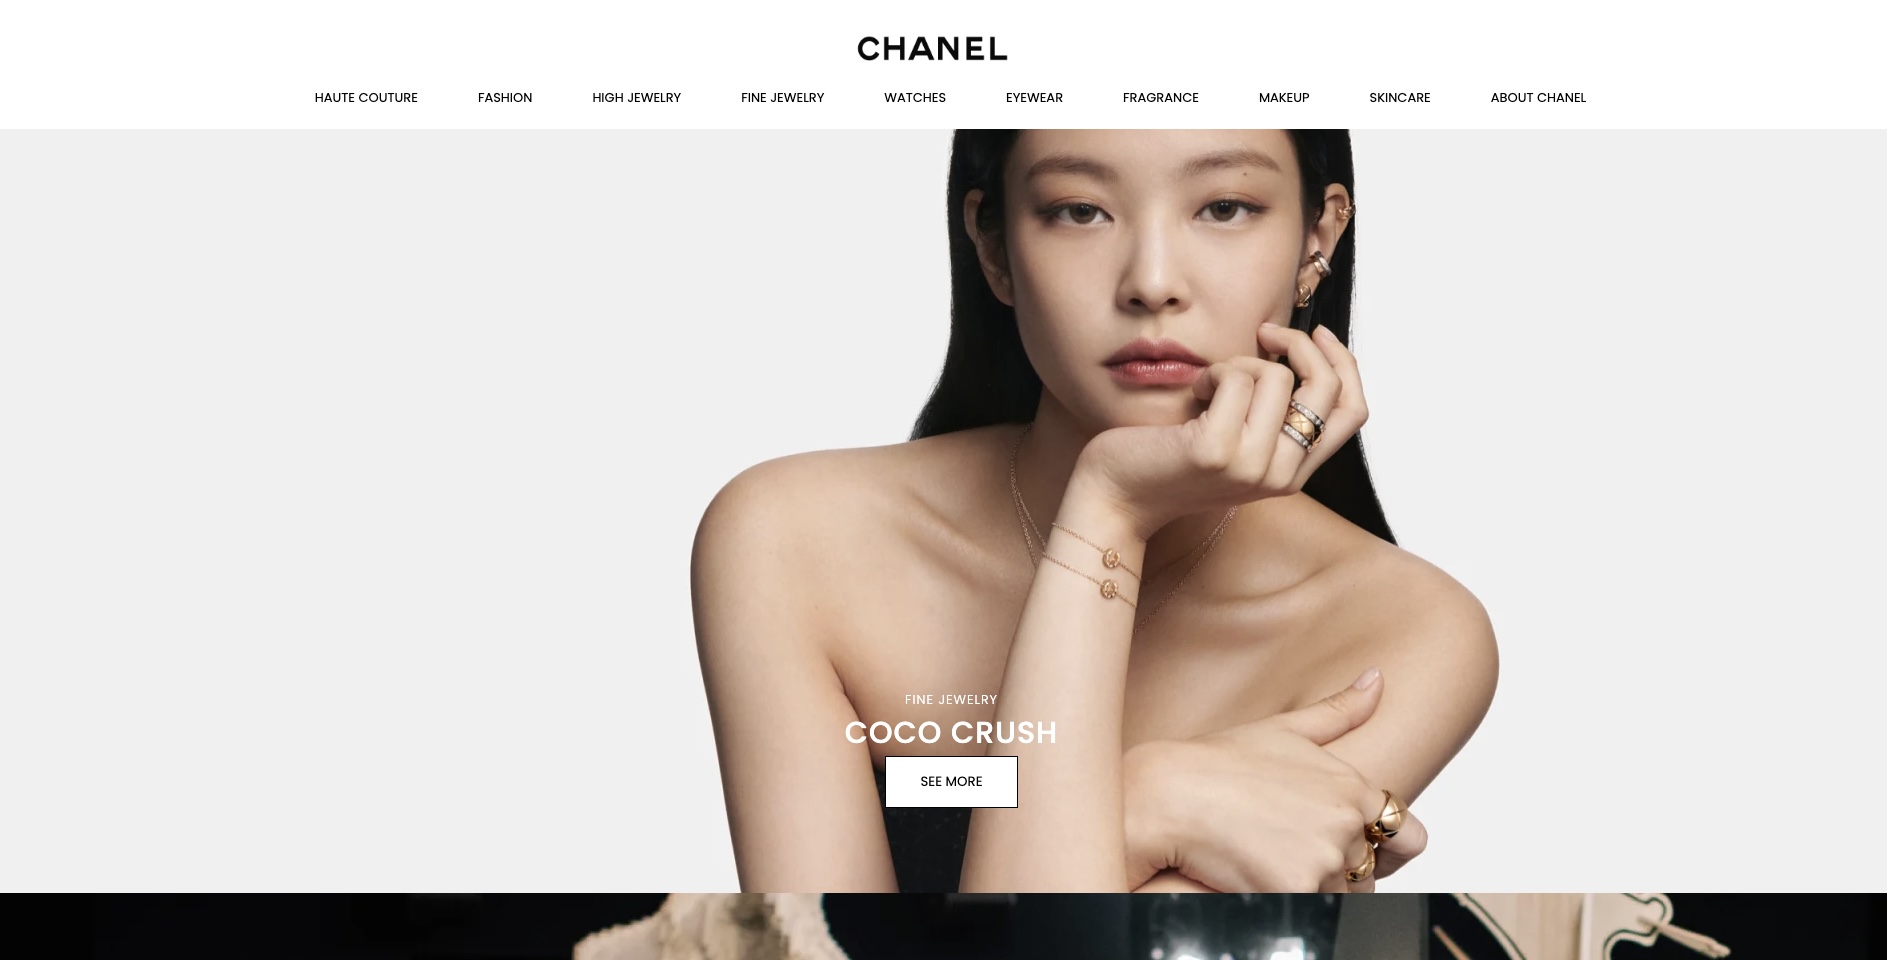 CHANEL
HAUTE COUTURE FASHION HIGH JEWELRY FINE JEWELRY WATCHES EYEWEAR FRAGRANCE MAKEUP SKINCARE ABOUT CHANEL
FINE JEWELRY
COCO CRUSH
SEE MORE